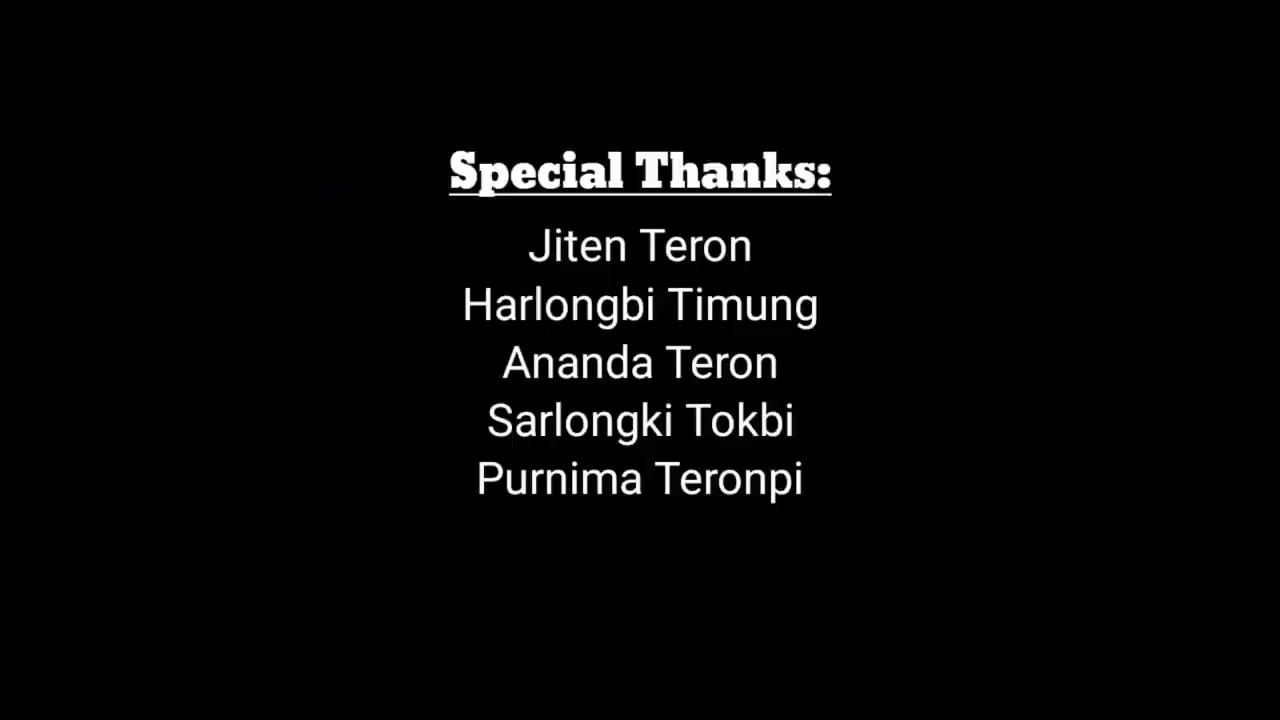 Special Thanks:
Jiten Teron
Harlongbi Timung
Ananda Teron
Sarlongki Tokbi
Purnima Teronpi